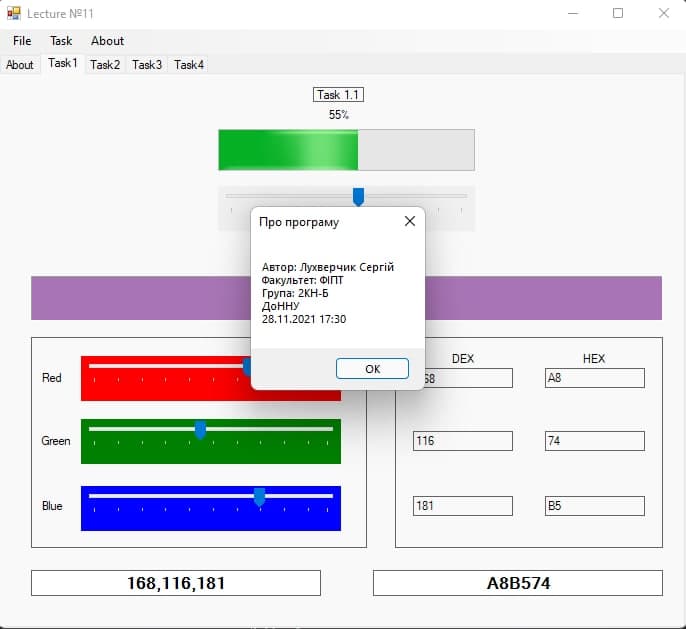 Lecture №11
File Task About
About Task1 Task2 Task3 Task4
Task 1.1
55%
Про програму
Автор: Лухверчик Сергій
Факультет: ФІПТ
Група: 2КН-Б
ДоННУ
28.11.2021 17:30
OK
DEX HEX
Red 68 A8
Green 116 74
Blue 181 B5
168,116,181 A8B574